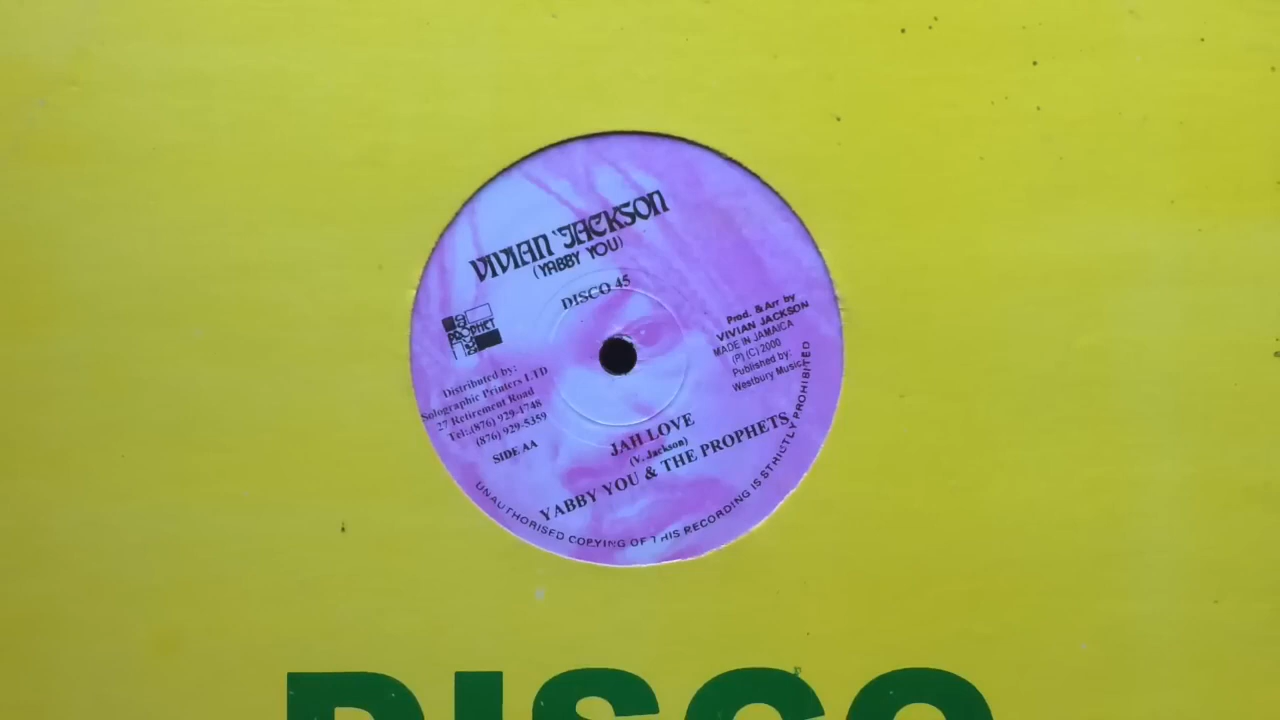 VIVIAN JACKSON
(YABBY YOU)
DISCO 45
PROPHET
Prod. & Arr by
VIVIAN JACKSON
MADE IN JAMAICA
(P) (C) 2000
Published by:
Westbury Music
Distributed by:
Solographic Printers LTD
27 Retirement Road
Tel:.(876) 929-1748
(876) 929-5359
SIDE AA
JAH LOVE
(V. Jackson)
YABBY YOU & THE PROPHETS
UNAUTHORISED COPYING OF THIS RECORDING IS STRICTLY PROHIBITED
DISCO